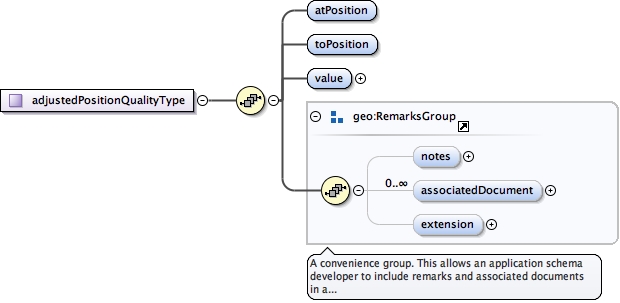 atPosition
toPosition
adjustedPositionQualityType
value
geo:RemarksGroup
notes
0..∞
associatedDocument
extension
A convenience group. This allows an application schema
developer to include remarks and associated documents
in a...